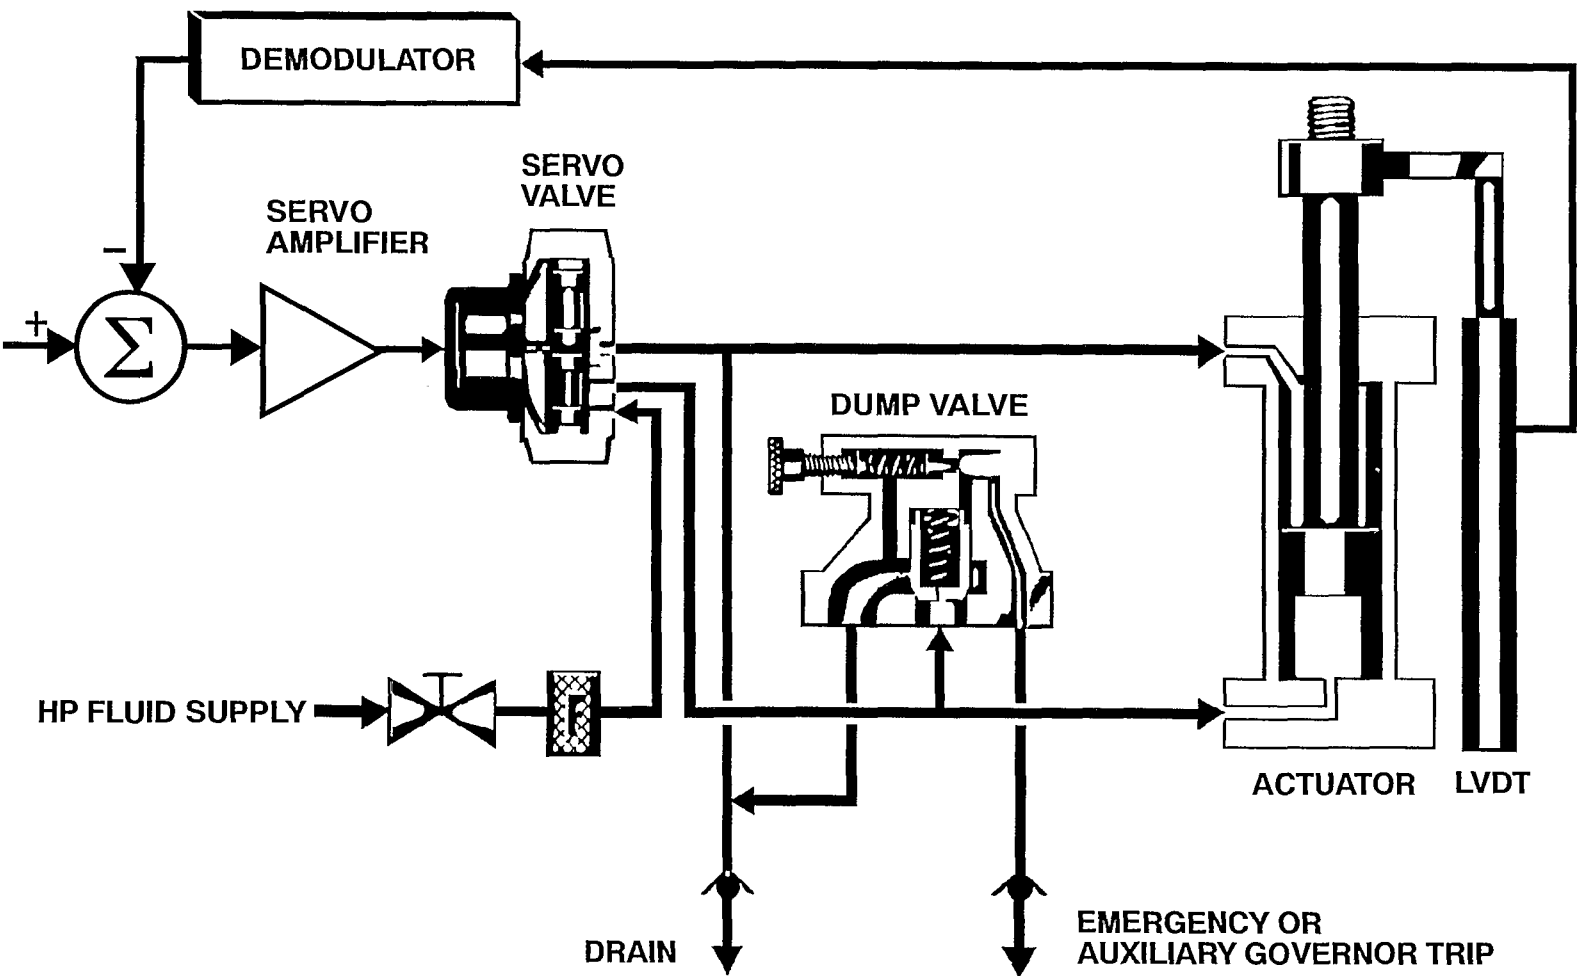 DEMODULATOR
SERVO
VALVE
SERVO
AMPLIFIER
−
+
Σ
DUMP VALVE
HP FLUID SUPPLY
ACTUATOR
LVDT
DRAIN
EMERGENCY OR
AUXILIARY GOVERNOR TRIP